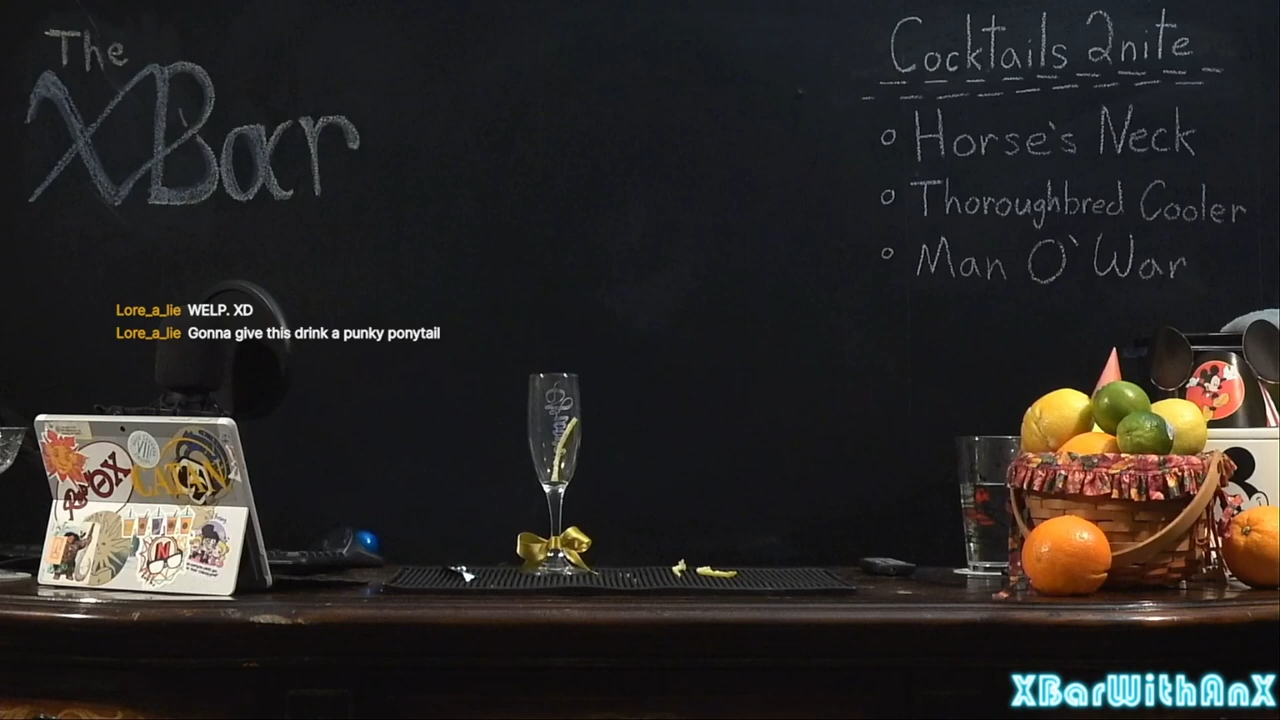 The
XBar
Cocktails 2nite
Horse's Neck
Thoroughbred Cooler
Man O' War
Lore_a_lie WELP. XD
Lore_a_lie Gonna give this drink a punky ponytail
CATAN
XBarWithAnX